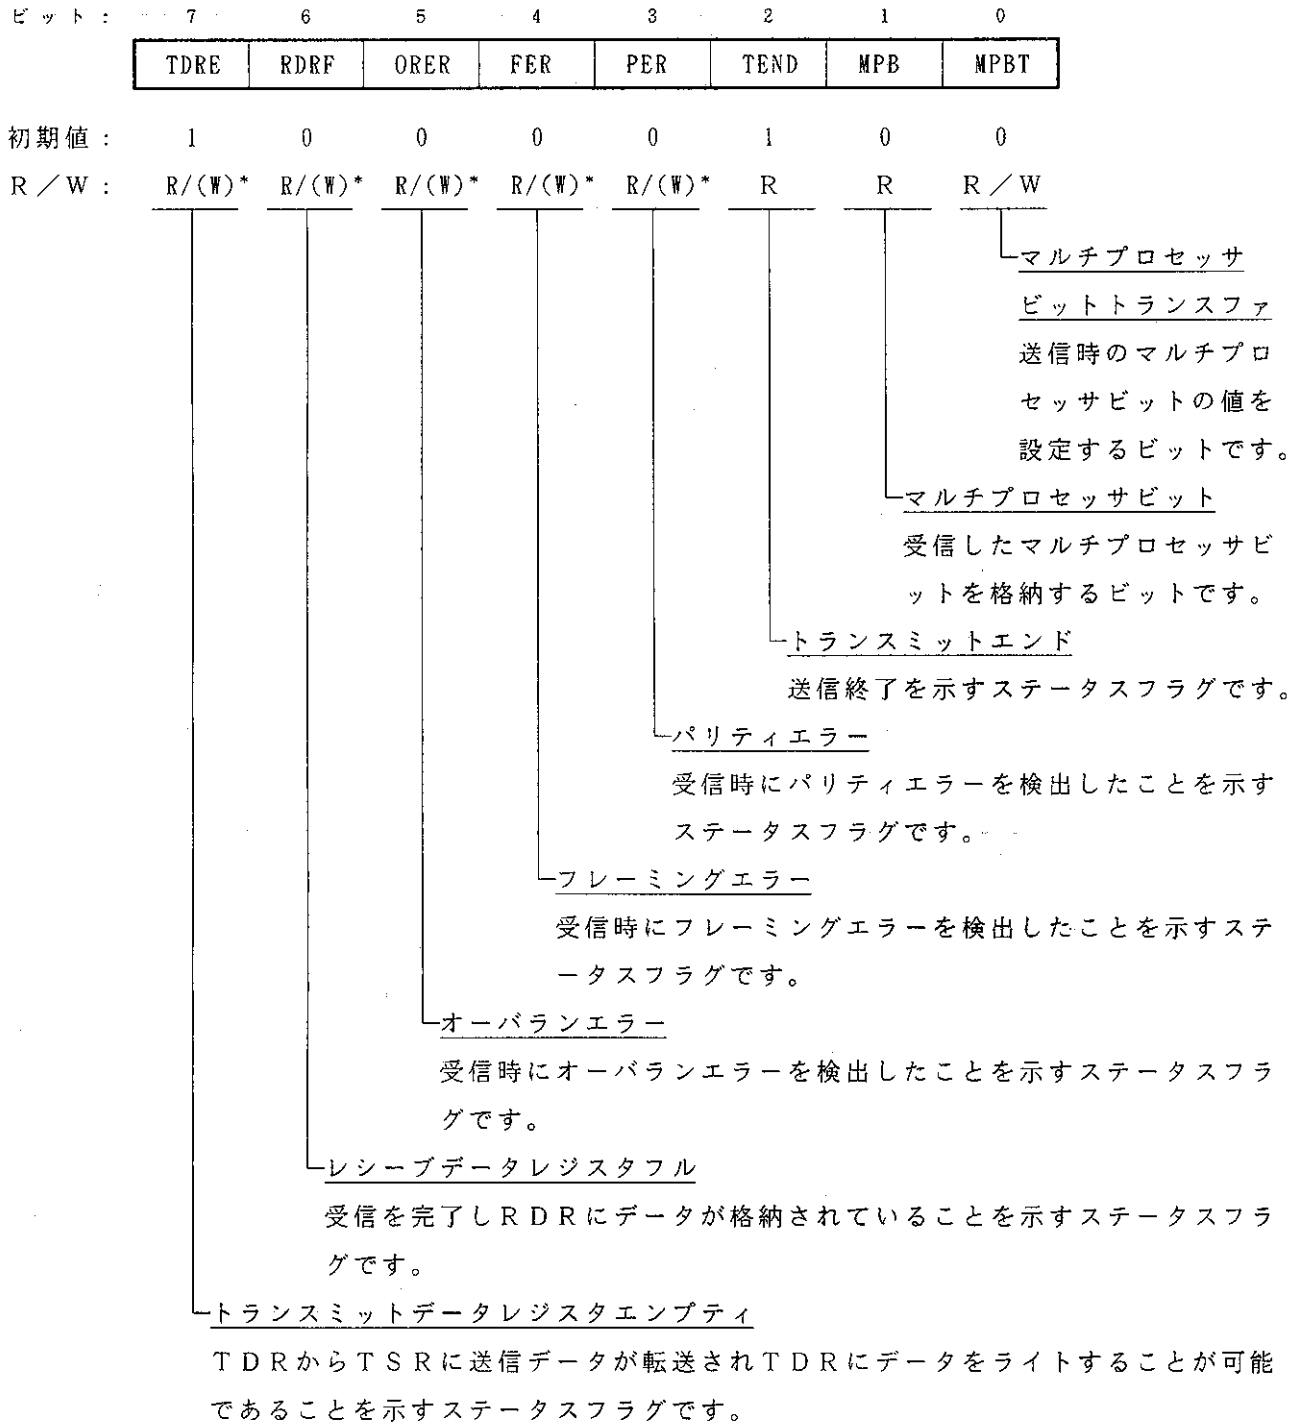 ビット： 7 6 5 4 3 2 1 0
TDRE RDRF ORER FER PER TEND MPB MPBT
初期値： 1 0 0 0 0 1 0 0
R／W： R/(W)* R/(W)* R/(W)* R/(W)* R/(W)* R R R／W
マルチプロセッサ
ビットトランスファ
送信時のマルチプロ
セッサビットの値を
設定するビットです。
マルチプロセッサビット
受信したマルチプロセッサビ
ットを格納するビットです。
トランスミットエンド
送信終了を示すステータスフラグです。
パリティエラー
受信時にパリティエラーを検出したことを示す
ステータスフラグです。
フレーミングエラー
受信時にフレーミングエラーを検出したことを示すステ
ータスフラグです。
オーバランエラー
受信時にオーバランエラーを検出したことを示すステータスフラ
グです。
レシーブデータレジスタフル
受信を完了しＲＤＲにデータが格納されていることを示すステータスフラ
グです。
トランスミットデータレジスタエンプティ
ＴＤＲからＴＳＲに送信データが転送されＴＤＲにデータをライトすることが可能
であることを示すステータスフラグです。